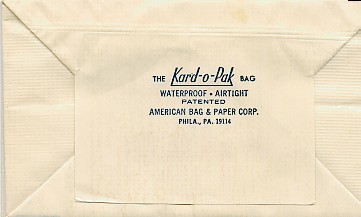 THE Kard-o-Pak BAG
WATERPROOF • AIRTIGHT
PATENTED
AMERICAN BAG & PAPER CORP.
PHILA., PA. 19114